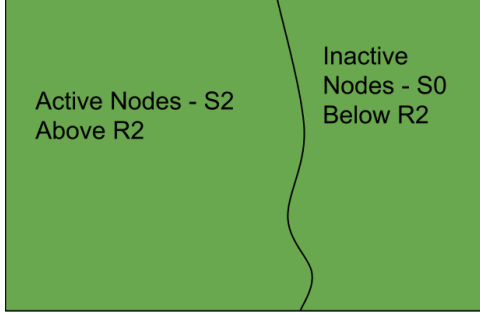 Active Nodes - S2
Above R2
Inactive
Nodes - S0
Below R2